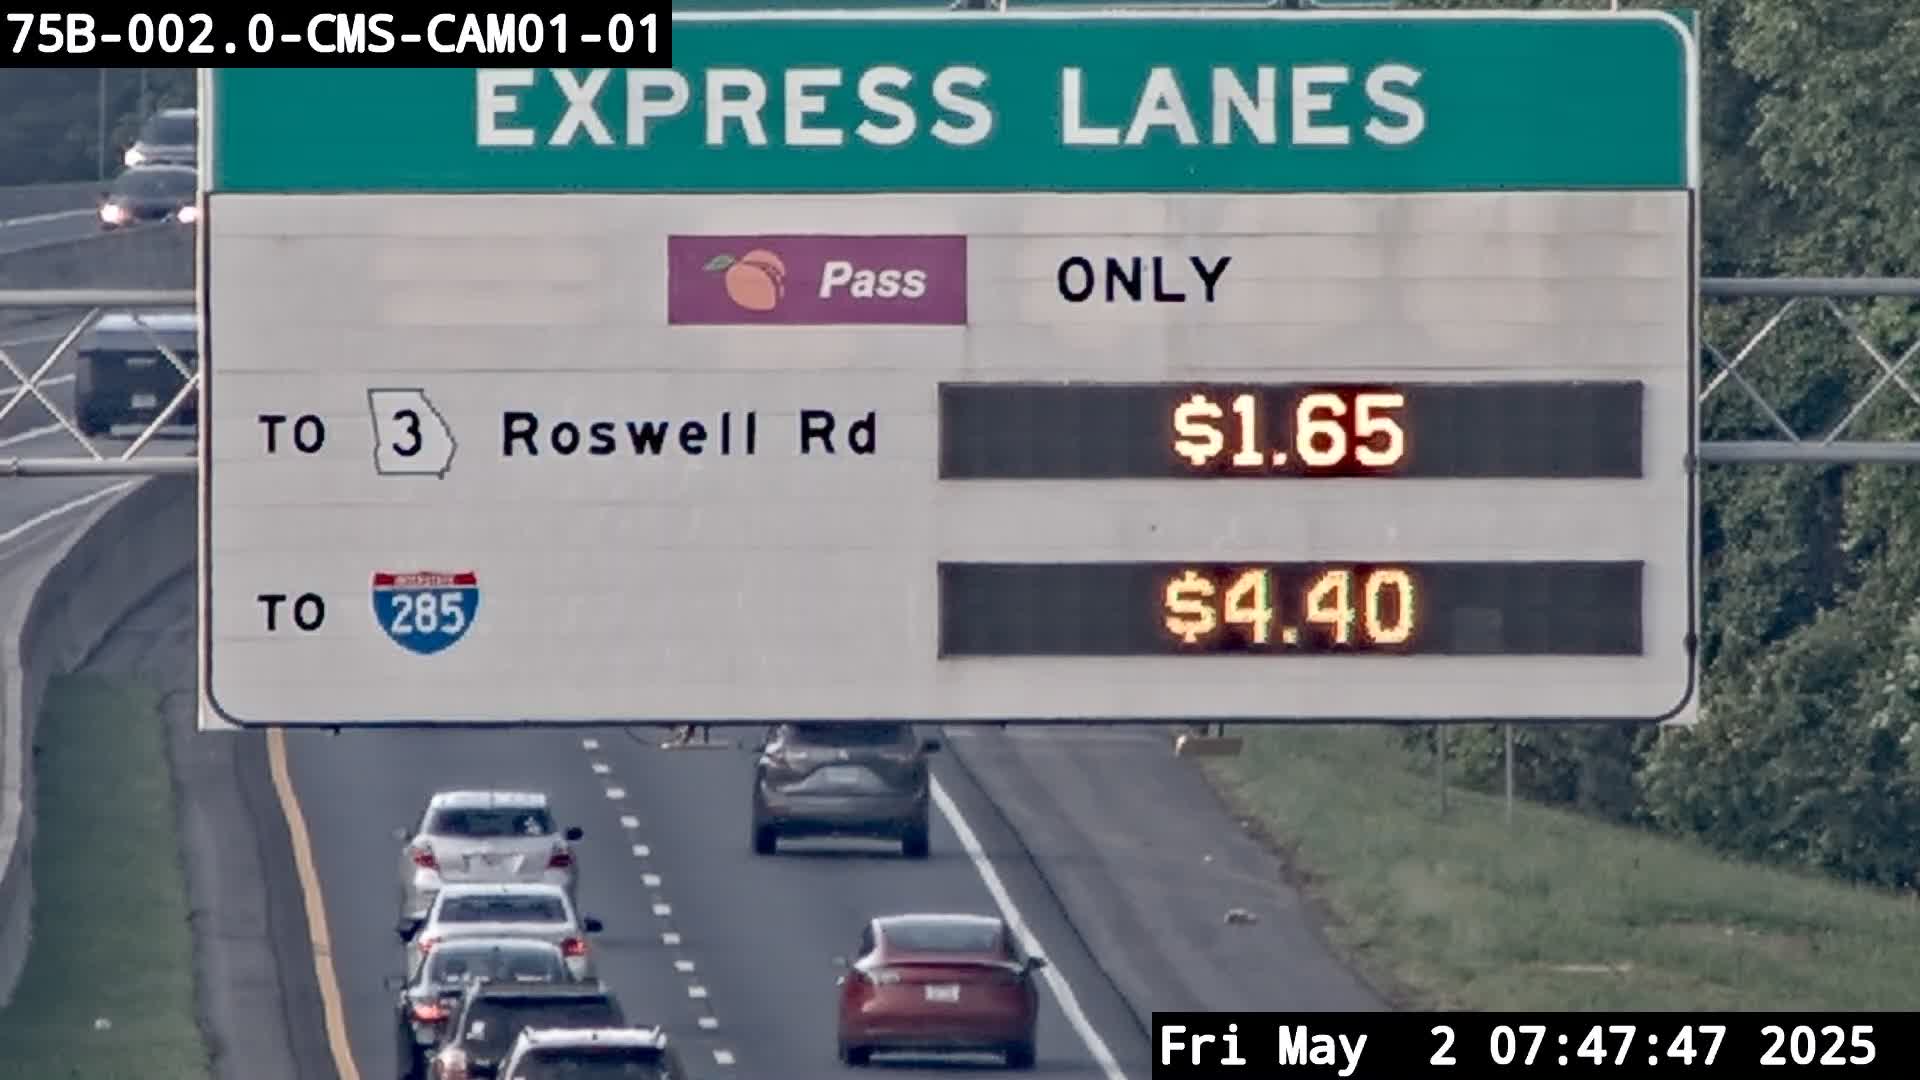 75B-002.0-CMS-CAM01-01
EXPRESS LANES
Pass ONLY
TO 3 Roswell Rd $1.65
TO INTERSTATE 285 $4.40
Fri May 2 07:47:47 2025